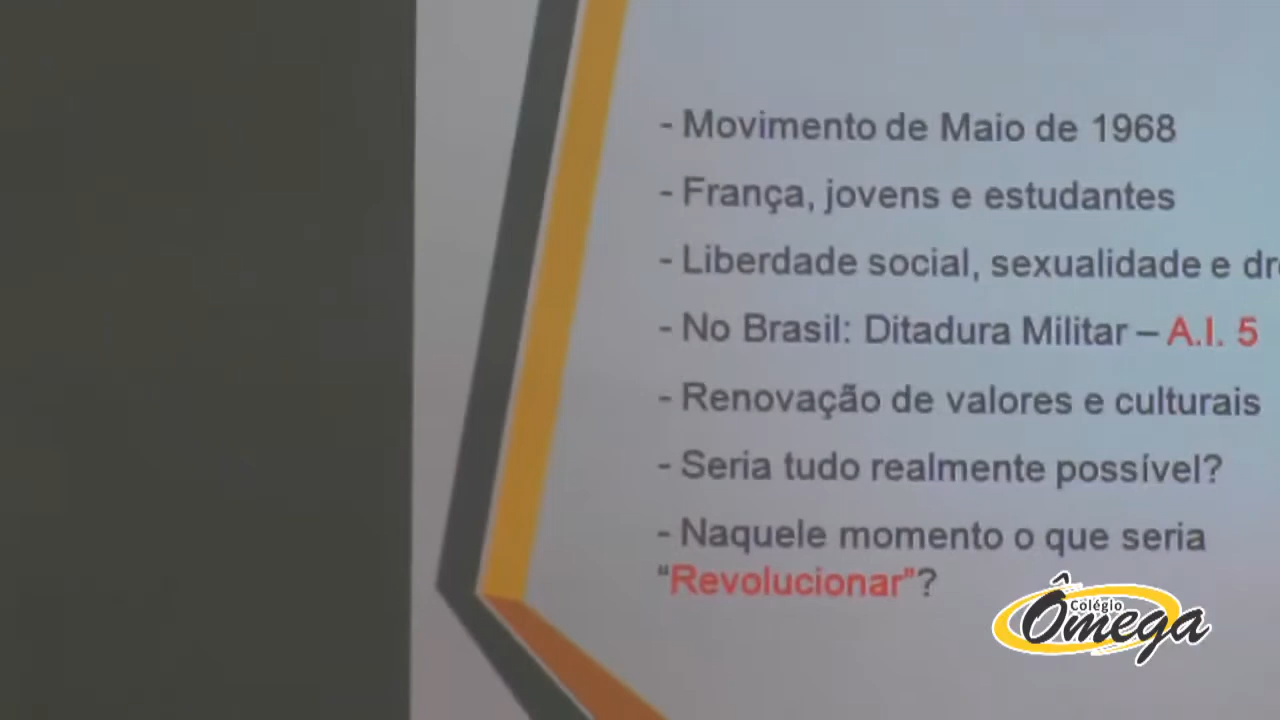 - Movimento de Maio de 1968
- França, jovens e estudantes
- Liberdade social, sexualidade e
- No Brasil: Ditadura Militar – A.I. 5
- Renovação de valores e culturais
- Seria tudo realmente possível?
- Naquele momento o que seria
“Revolucionar”?
Colégio
Ômega